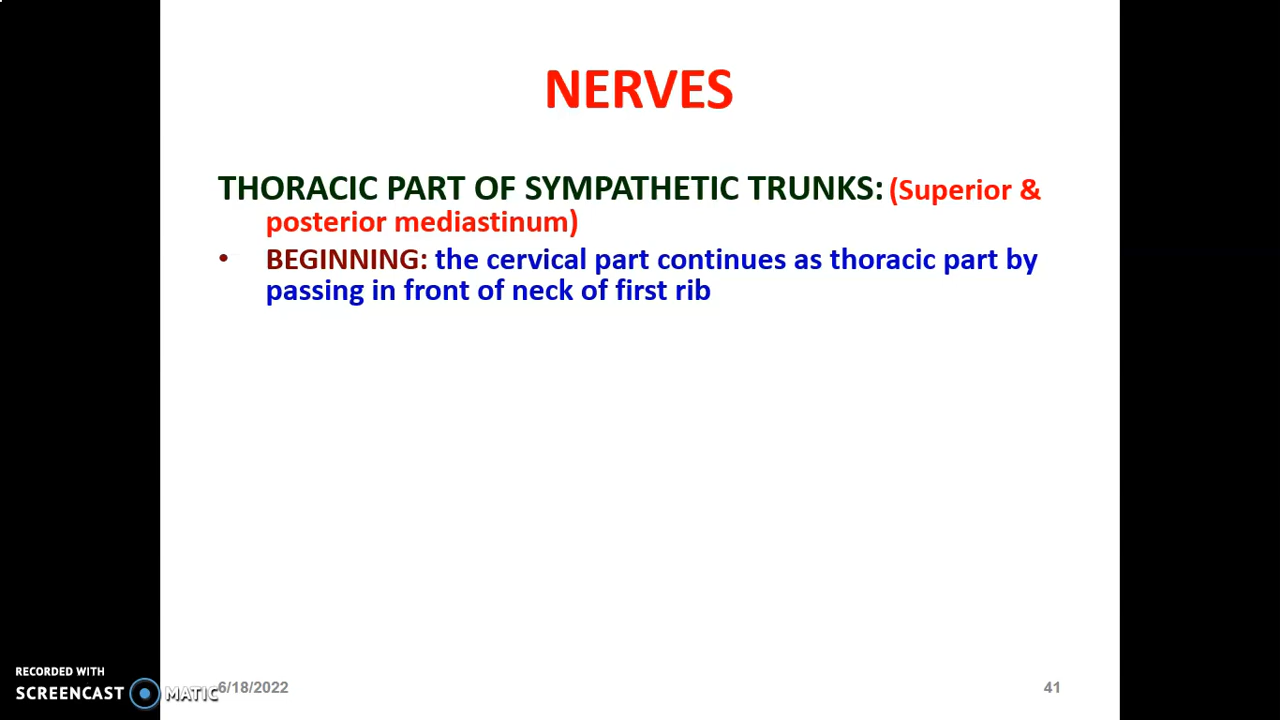 NERVES
THORACIC PART OF SYMPATHETIC TRUNKS: (Superior &
posterior mediastinum)
• BEGINNING: the cervical part continues as thoracic part by
passing in front of neck of first rib
RECORDED WITH
SCREENCAST MATIC
6/18/2022
41